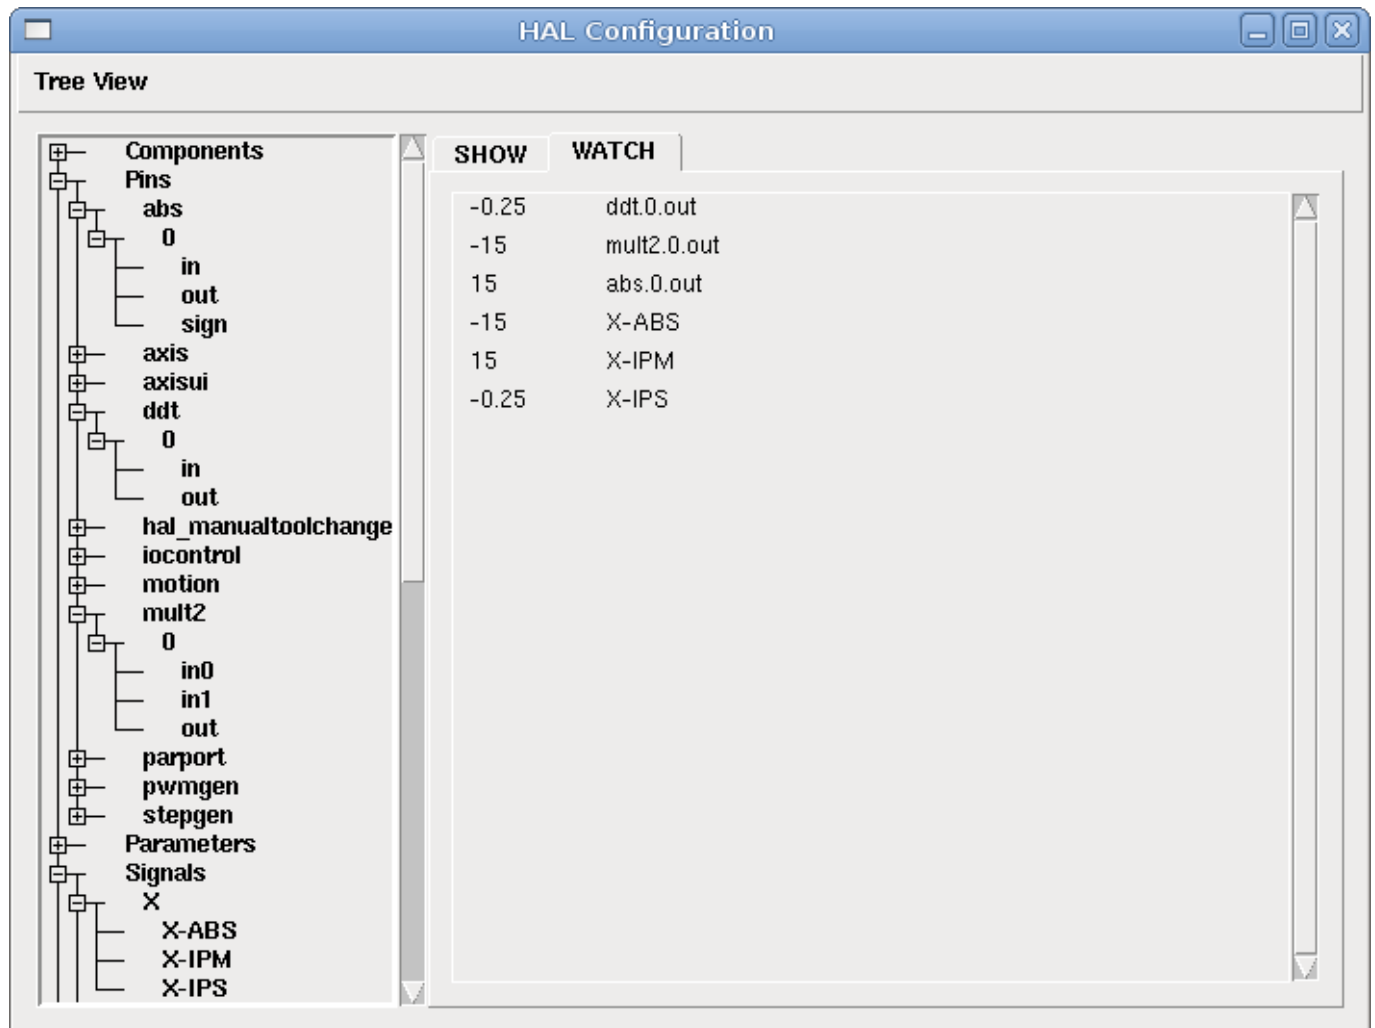 HAL Configuration
Tree View
Components
Pins
abs
0
in
out
sign
axis
axisui
ddt
0
in
out
hal_manualtoolchange
iocontrol
motion
mult2
0
in0
in1
out
parport
pwmgen
stepgen
Parameters
Signals
X
X-ABS
X-IPM
X-IPS
SHOW WATCH
-0.25 ddt.0.out
-15 mult2.0.out
15 abs.0.out
-15 X-ABS
15 X-IPM
-0.25 X-IPS